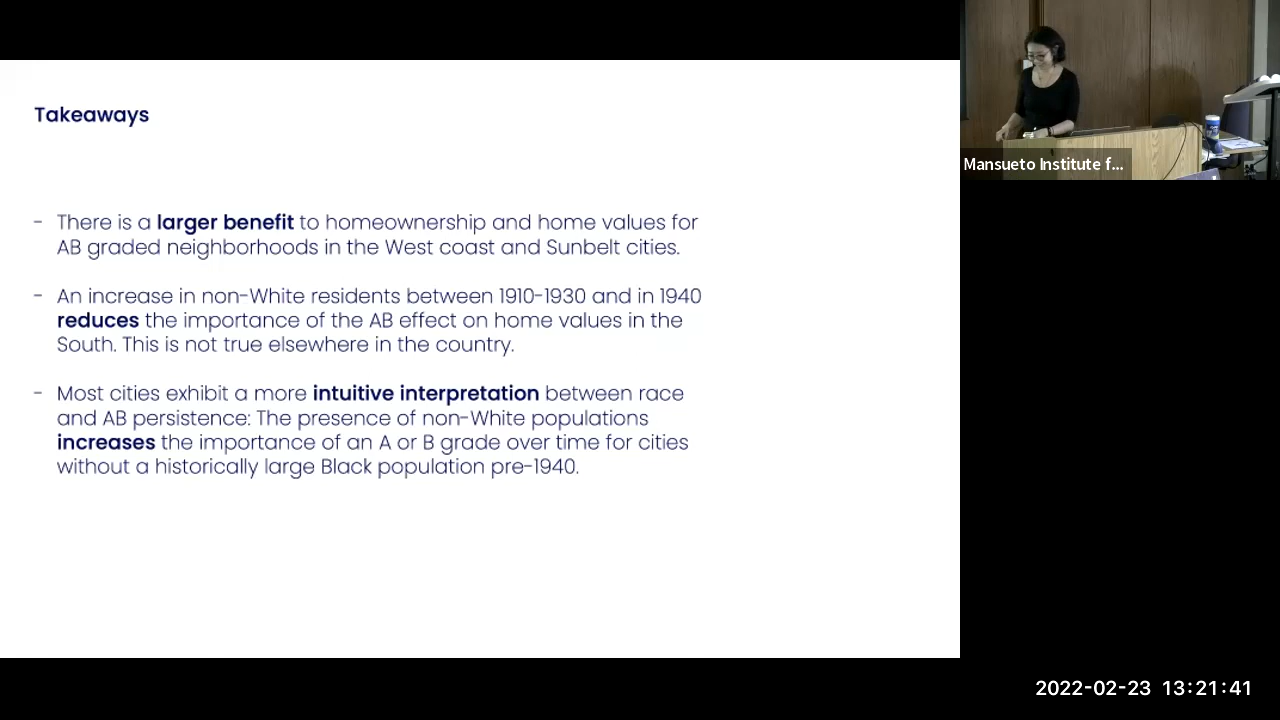 Takeaways
- There is a larger benefit to homeownership and home values for
AB graded neighborhoods in the West coast and Sunbelt cities.
- An increase in non-White residents between 1910-1930 and in 1940
reduces the importance of the AB effect on home values in the
South. This is not true elsewhere in the country.
- Most cities exhibit a more intuitive interpretation between race
and AB persistence: The presence of non-White populations
increases the importance of an A or B grade over time for cities
without a historically large Black population pre-1940.
Mansueto Institute f...
2022-02-23 13:21:41